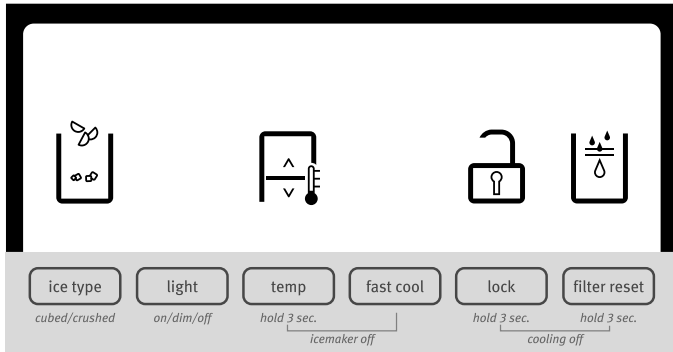 ice type light temp fast cool lock filter reset
cubed/crushed on/dim/off hold 3 sec. hold 3 sec. hold 3 sec.
icemaker off cooling off